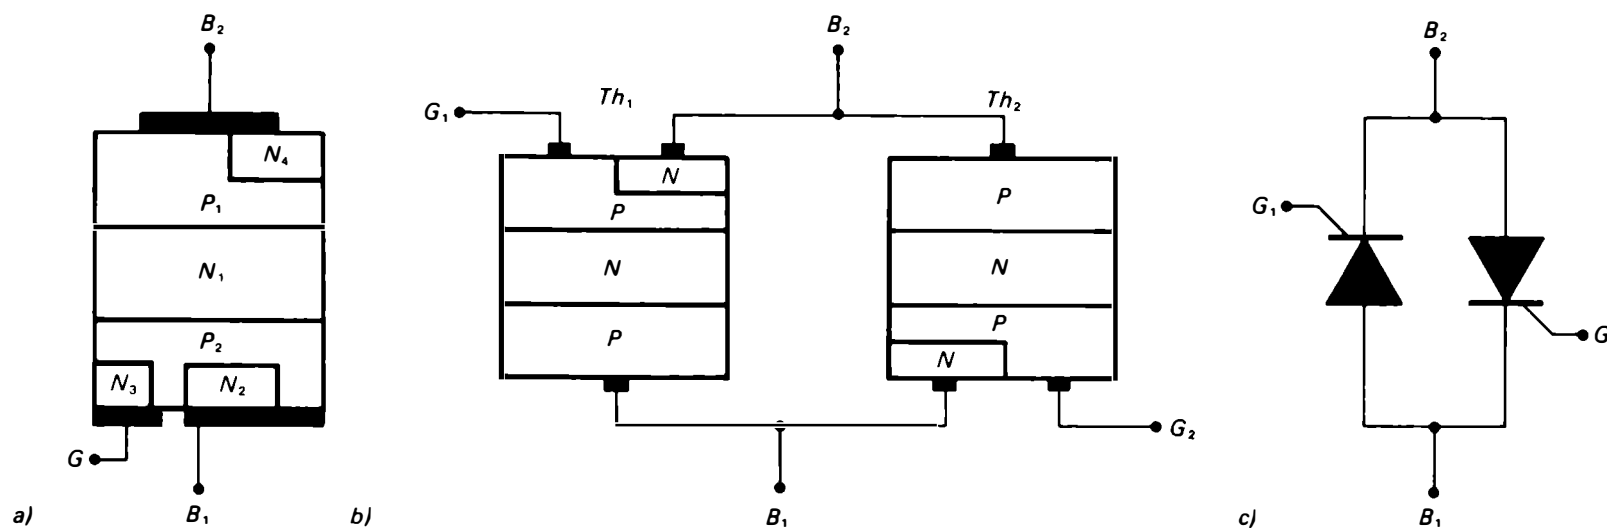 B₂
N₄
P₁
N₁
P₂
N₃
N₂
G
B₁
a)
B₂
Th₁
Th₂
G₁
N
P
N
P
P
N
P
N
G₂
B₁
b)
B₂
G₁
G
B₁
c)